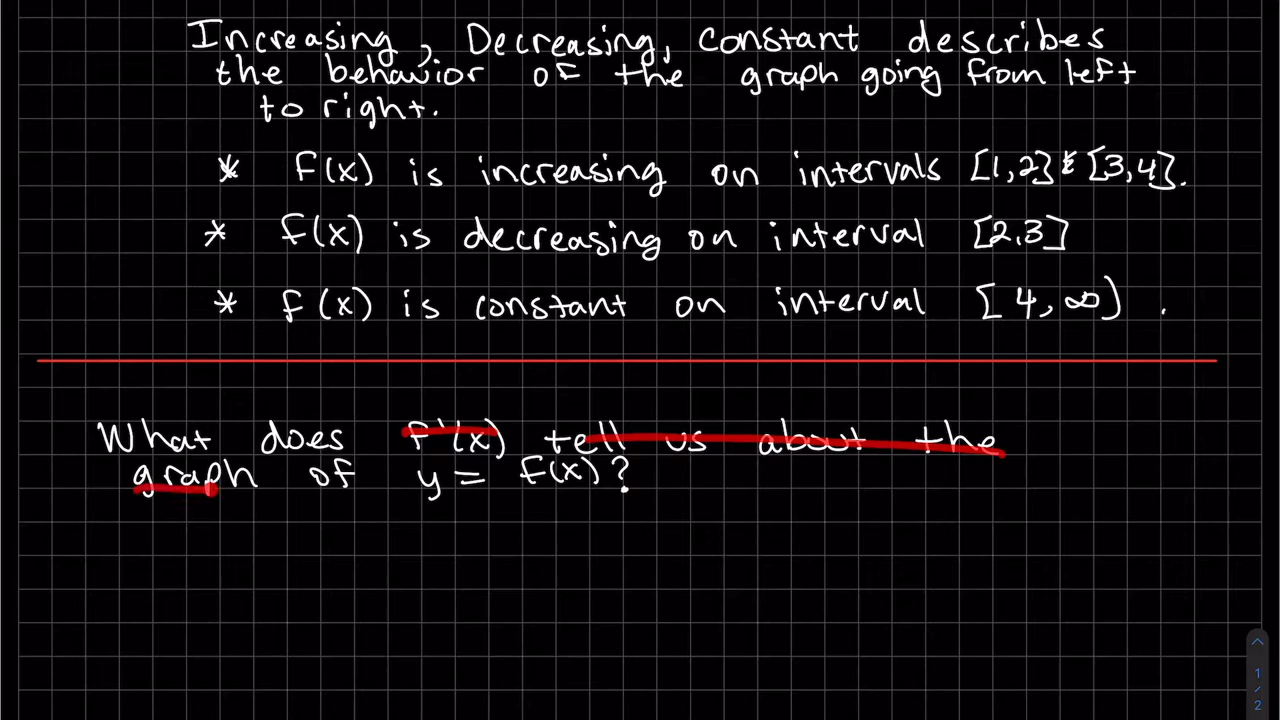 Increasing, Decreasing, constant describes
the behavior of the graph going from left
to right.
* f(x) is increasing on intervals [1,2] & [3,4].
* f(x) is decreasing on interval [2,3]
* f(x) is constant on interval [4,∞) .
What does f'(x) tell us about the
graph of y = f(x)?
1
/
2